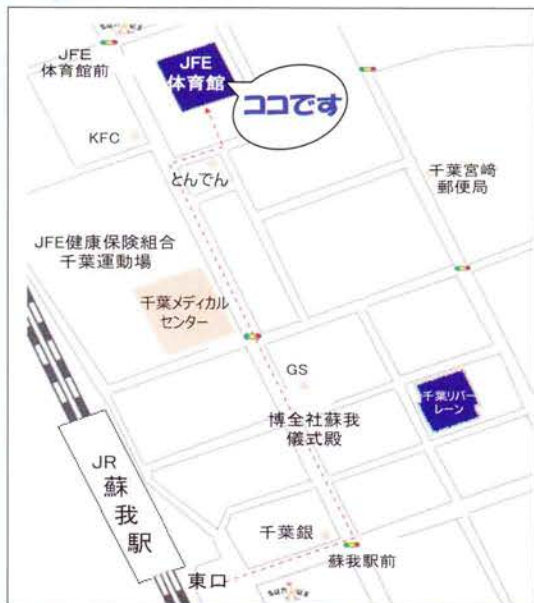 JFE
体育館前
JFE
体育館
ココです
KFC
とんでん
千葉宮崎
郵便局
JFE健康保険組合
千葉運動場
千葉メディカル
センター
GS
千葉リバー
レーン
博全社蘇我
儀式殿
JR
蘇我駅
千葉銀
蘇我駅前
東口
sunkus